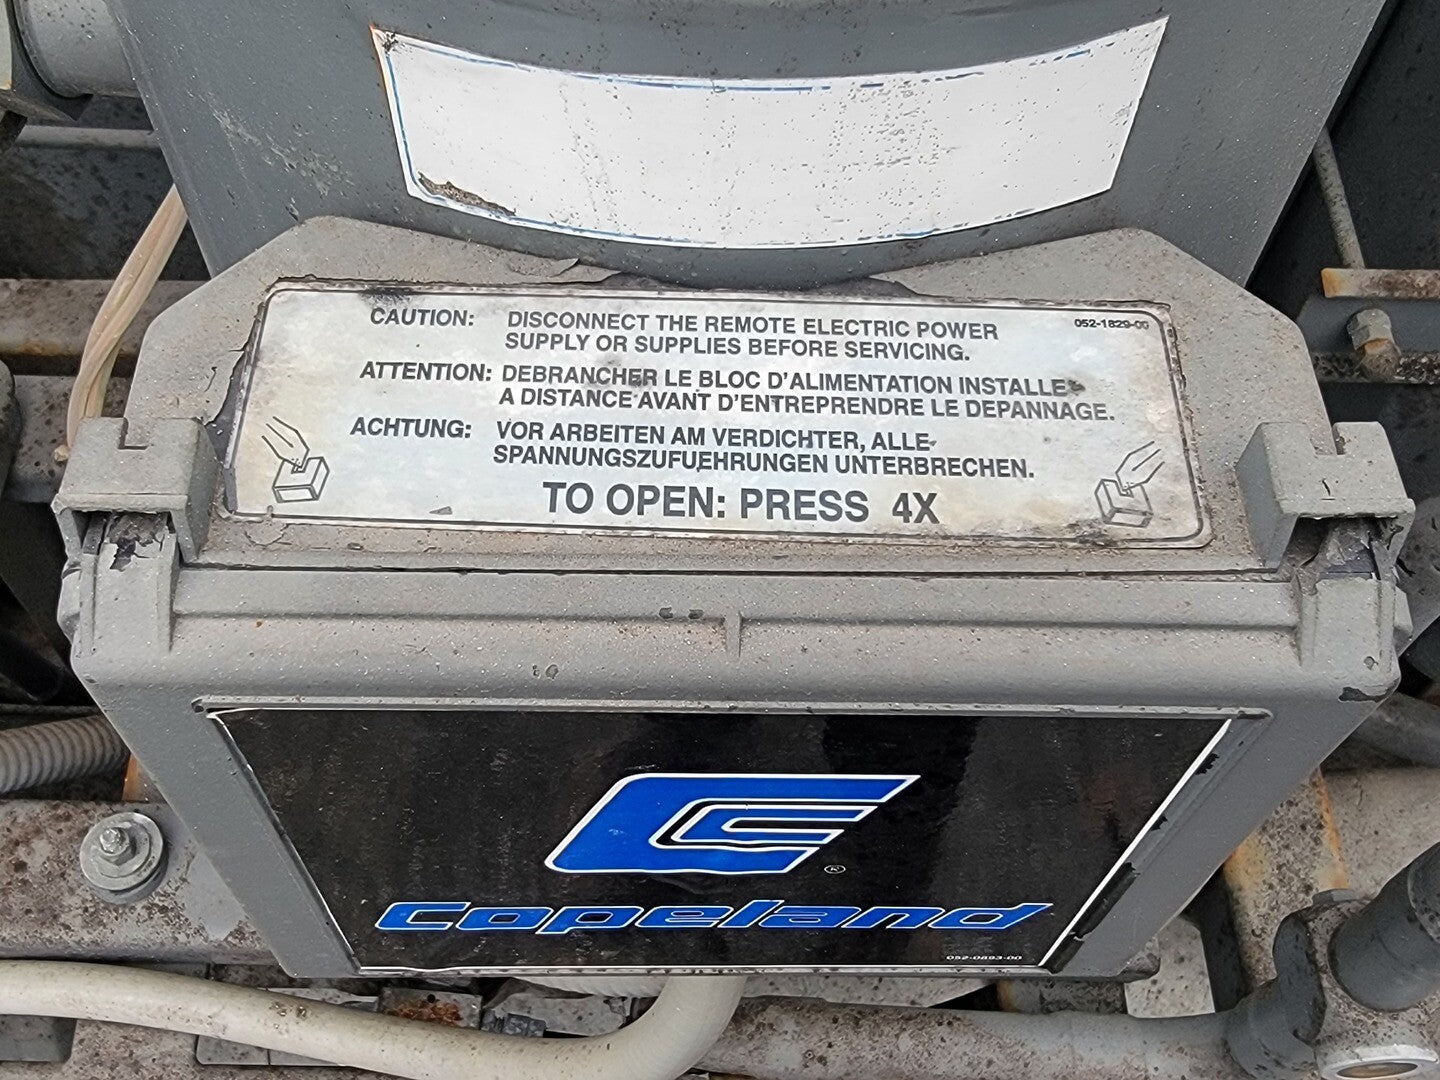 052-1829-00
CAUTION: DISCONNECT THE REMOTE ELECTRIC POWER
SUPPLY OR SUPPLIES BEFORE SERVICING.
ATTENTION: DEBRANCHER LE BLOC D'ALIMENTATION INSTALLE
A DISTANCE AVANT D'ENTREPRENDRE LE DEPANNAGE.
ACHTUNG: VOR ARBEITEN AM VERDICHTER, ALLE
SPANNUNGSZUFUEHRUNGEN UNTERBRECHEN.
TO OPEN: PRESS 4X
®
Copeland
052-0893-00